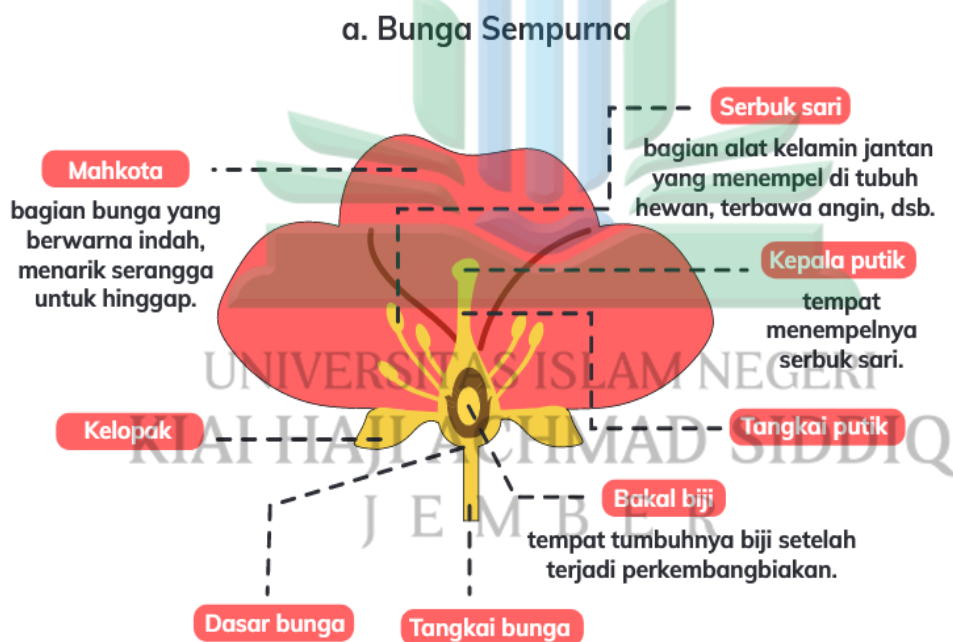 a. Bunga Sempurna
Serbuk sari
bagian alat kelamin jantan
yang menempel di tubuh
hewan, terbawa angin, dsb.
Mahkota
bagian bunga yang
berwarna indah,
menarik serangga
untuk hinggap.
Kepala putik
tempat
menempelnya
serbuk sari.
UNIVERSITAS ISLAM NEGERI
Kelopak
Tangkai putik
KIAI HAJI ACHMAD SIDDIQ
Bakal biji
JEMBER
tempat tumbuhnya biji setelah
terjadi perkembangbiakan.
Dasar bunga
Tangkai bunga